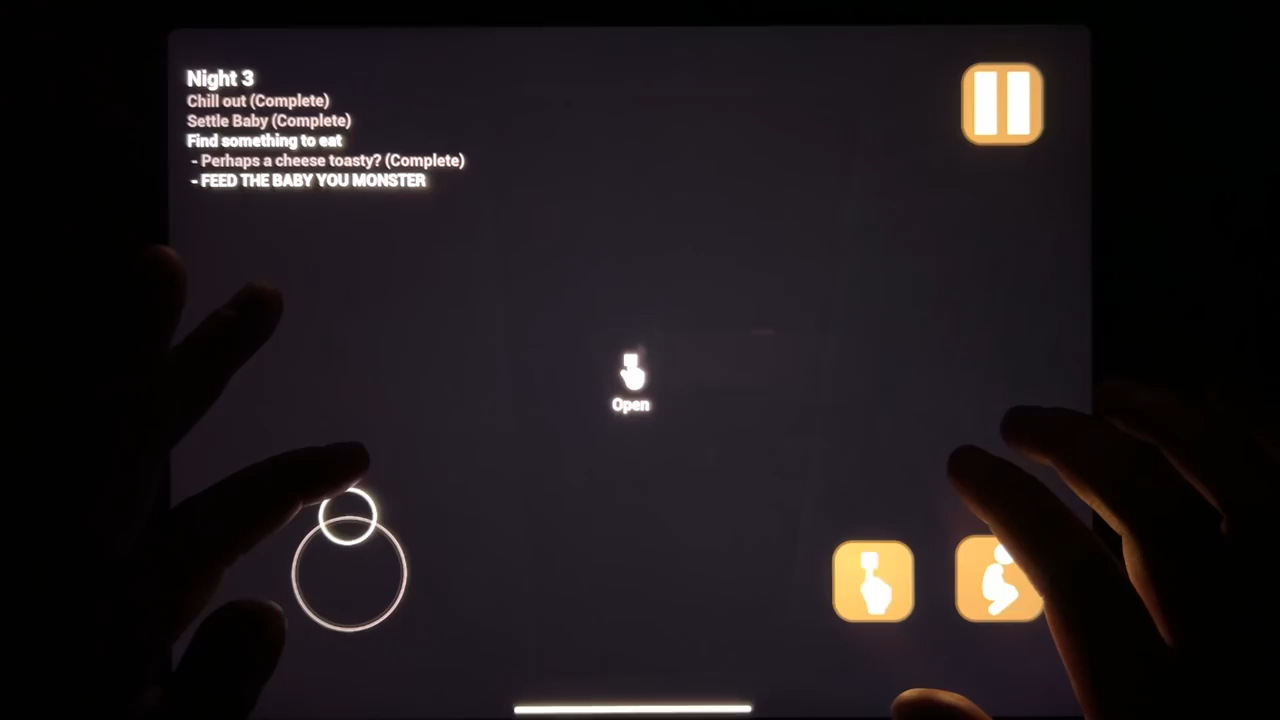 Night 3
Chill out (Complete)
Settle Baby (Complete)
Find something to eat
- Perhaps a cheese toasty? (Complete)
- FEED THE BABY YOU MONSTER
Open